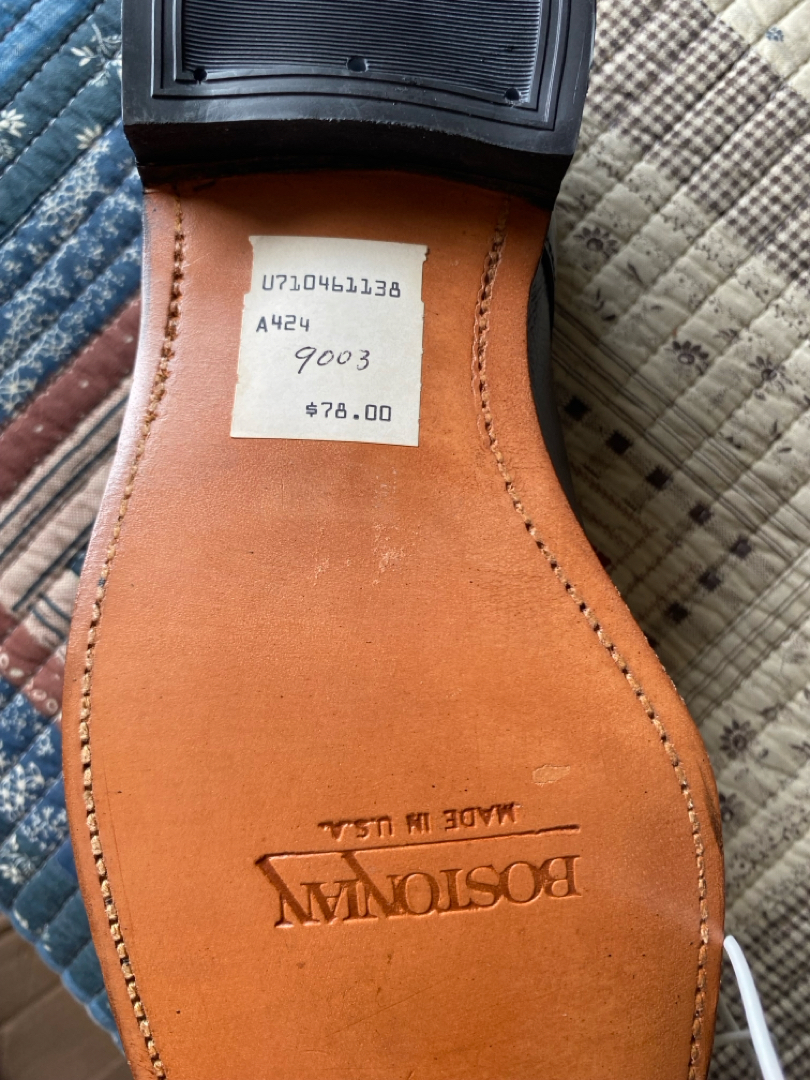 U710461138
A424
9003
$78.00
BOSTONIAN
MADE IN U.S.A.